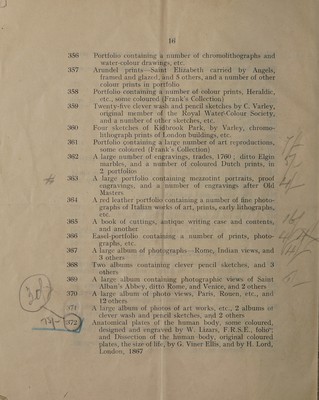 16
356 Portfolio containing a number of chromolithographs and
water-colour drawings, etc.
357 Arundel prints—Saint Elizabeth carried by Angels,
framed and glazed, and 5 others, and a number of other
colour prints in portfolio
358 Portfolio containing a number of colour prints, Heraldic,
etc., some coloured (Frank's Collection)
359 Twenty-five clever wash and pencil sketches by C. Varley,
original member of the Royal Water-Colour Society,
and a number of other sketches, etc.
360 Four sketches of Kidbrook Park, by Varley, chromo-
lithograph prints of London buildings, etc.
361 Portfolio containing a large number of art reproductions,
some coloured (Frank's Collection)
362 A large number of engravings, trades, 1760; ditto Elgin
marbles, and a number of coloured Dutch prints, in
2 portfolios
363 A large portfolio containing mezzotint portraits, proof
engravings, and a number of engravings after Old
Masters
364 A red leather portfolio containing a number of fine photo-
graphs of Italian works of art, prints, early lithographs,
etc.
365 A book of cuttings, antique writing case and contents,
and another
366 Easel-portfolio containing a number of prints, photo-
graphs, etc.
367 A large album of photographs—Rome, Indian views, and
3 others
368 Two albums containing clever pencil sketches, and 3
others
369 A large album containing photographic views of Saint
Alban's Abbey, ditto Rome, and Venice, and 2 others
370 A large album of photo views, Paris, Rouen, etc., and
12 others
371 A large album of photos of art works, etc., 2 albums of
clever wash and pencil sketches, and 2 others
372 Anatomical plates of the human body, some coloured,
designed and engraved by W. Lizars, F.R.S.E., folio
and Dissection of the human body, original coloured
plates, the size of life, by G. Viner Ellis, and by H. Lord,
London, 1867